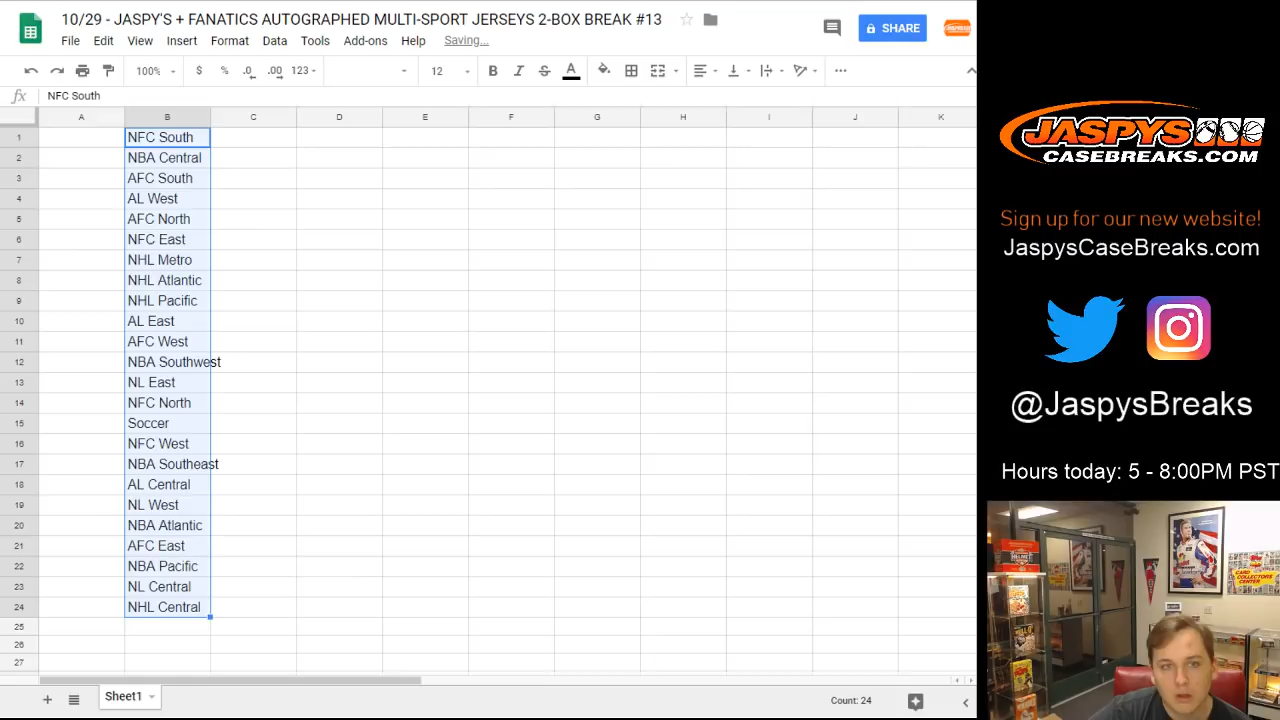 10/29 - JASPY'S + FANATICS AUTOGRAPHED MULTI-SPORT JERSEYS 2-BOX BREAK #13
File Edit View Insert Format Data Tools Add-ons Help Saving...
SHARE
100% $ % .0 .00 123 12 B I S A
fx NFC South
A B C D E F G H I J K
1 NFC South
2 NBA Central
3 AFC South
4 AL West
5 AFC North
6 NFC East
7 NHL Metro
8 NHL Atlantic
9 NHL Pacific
10 AL East
11 AFC West
12 NBA Southwest
13 NL East
14 NFC North
15 Soccer
16 NFC West
17 NBA Southeast
18 AL Central
19 NL West
20 NBA Atlantic
21 AFC East
22 NBA Pacific
23 NL Central
24 NHL Central
25
26
27
Sheet1
Count: 24
JASPYS
CASEBREAKS.COM
Sign up for our new website!
JaspysCaseBreaks.com
@JaspysBreaks
Hours today: 5 - 8:00PM PST